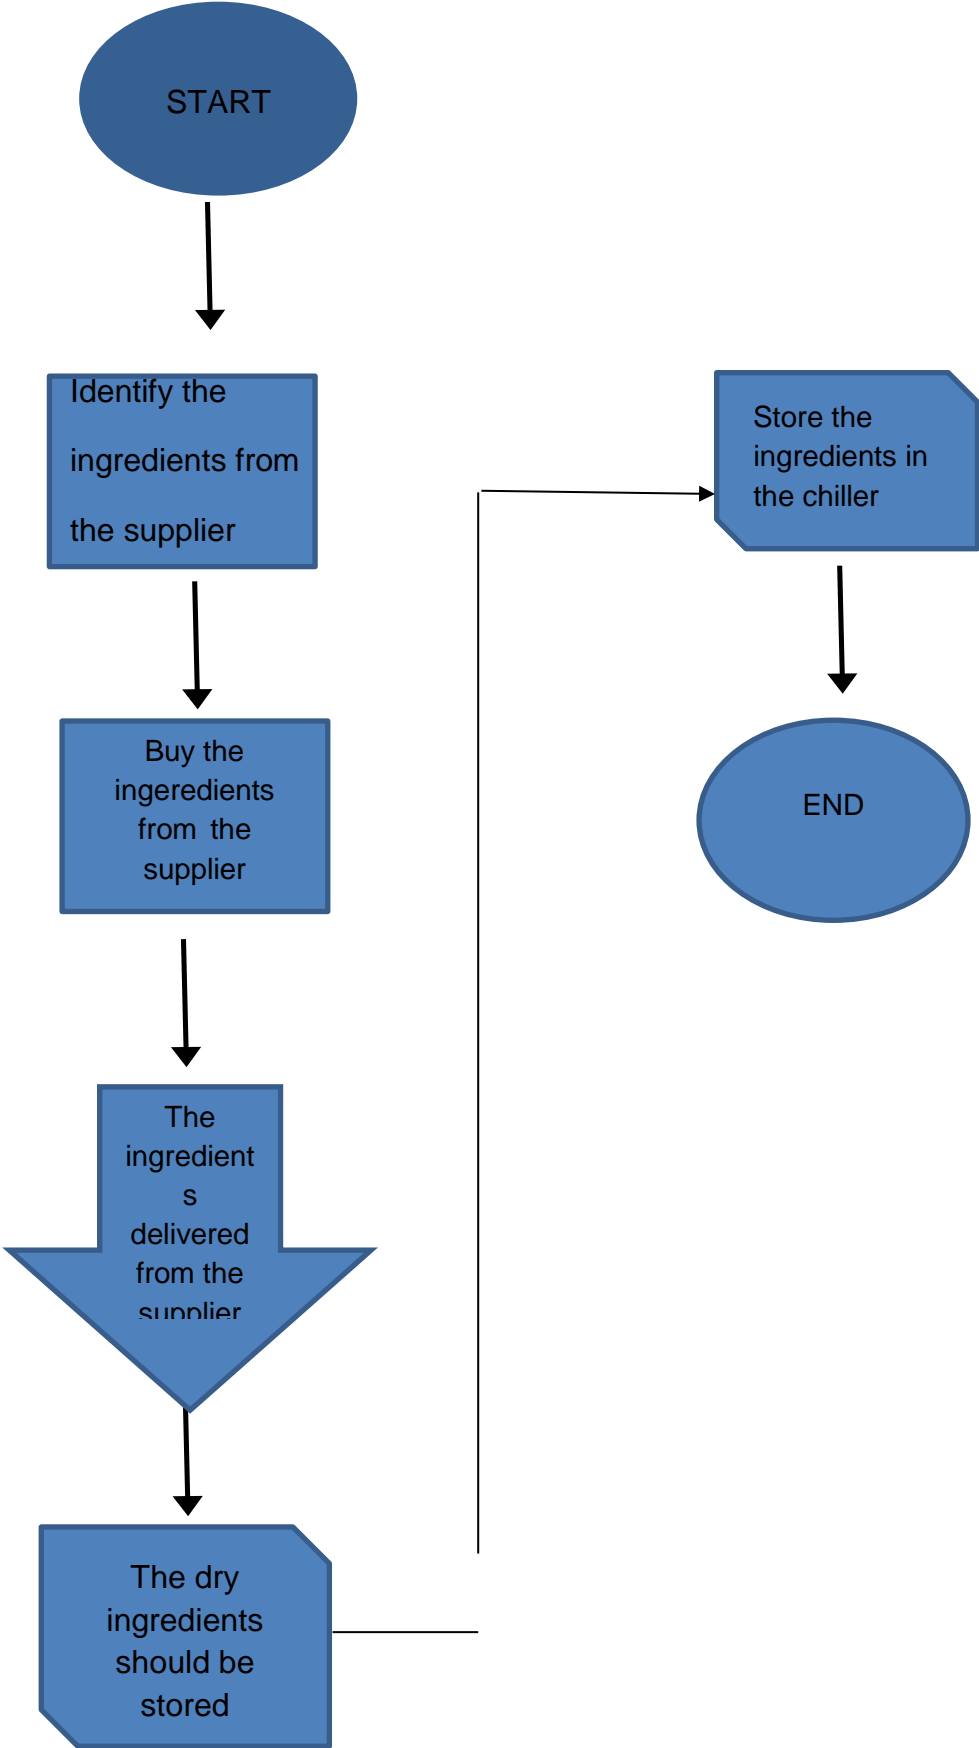 START
Identify the
ingredients from
the supplier
Buy the
ingeredients
from the
supplier
The
ingredient
s
delivered
from the
supplier
The dry
ingredients
should be
stored
Store the
ingredients in
the chiller
END